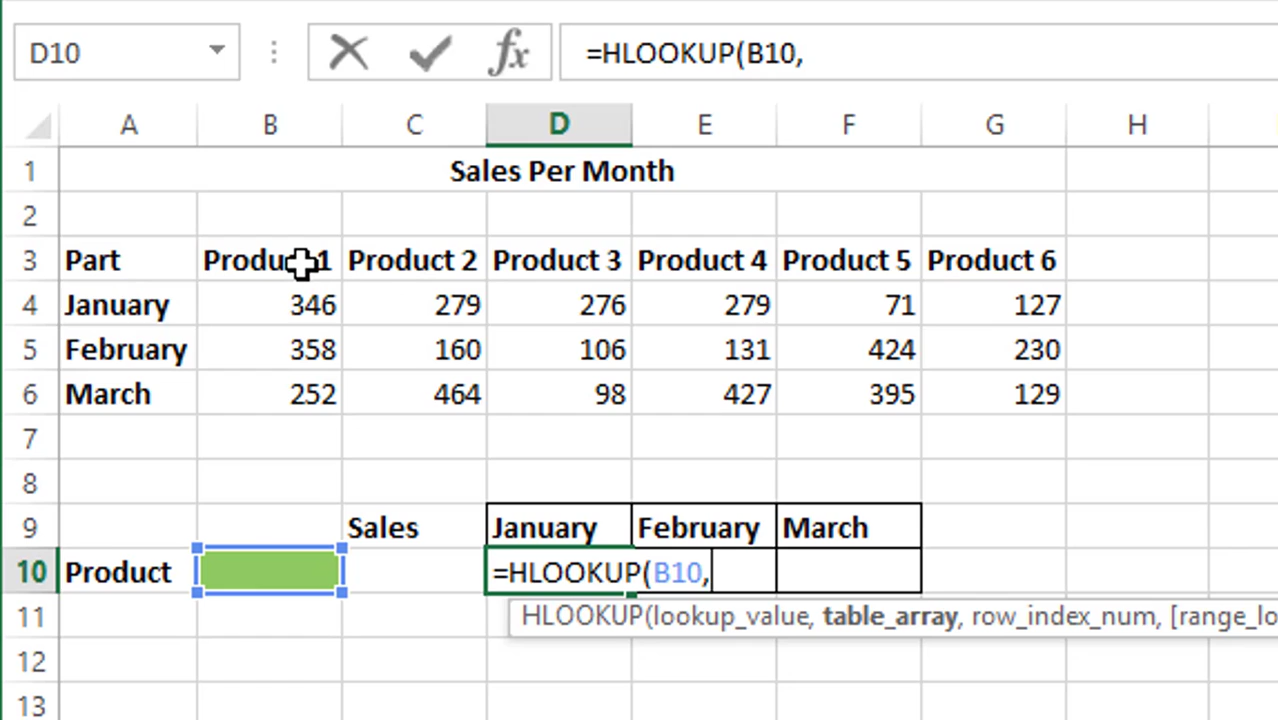 D10 fx =HLOOKUP(B10,
A B C D E F G H
1 Sales Per Month
2
3 Part Product 1 Product 2 Product 3 Product 4 Product 5 Product 6
4 January 346 279 276 279 71 127
5 February 358 160 106 131 424 230
6 March 252 464 98 427 395 129
7
8
9 Sales January February March
10 Product =HLOOKUP(B10,
11 HLOOKUP(lookup_value, table_array, row_index_num, [range_lo
12
13